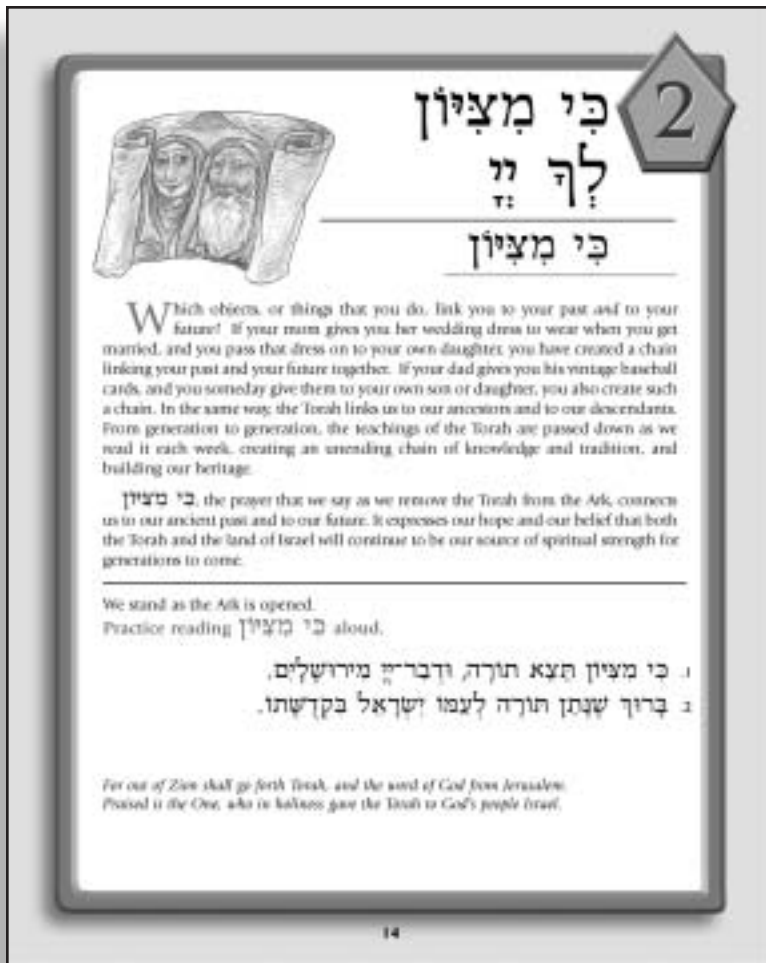 כִּי מִצִּיּוֹן
לְךָ יְיָ
2
כִּי מִצִּיּוֹן
Which objects, or things that you do, link you to your past and to your
future? If your mom gives you her wedding dress to wear when you get
married, and you pass that dress on to your own daughter, you have created a chain
linking your past and your future together. If your dad gives you his vintage baseball
cards, and you someday give them to your own son or daughter, you also create such
a chain. In the same way, the Torah links us to our ancestors and to our descendants.
From generation to generation, the teachings of the Torah are passed down as we
read it each week, creating an unending chain of knowledge and tradition, and
building our heritage.
כִּי מִצִּיּוֹן, the prayer that we say as we remove the Torah from the Ark, connects
us to our ancient past and to our future. It expresses our hope and our belief that both
the Torah and the land of Israel will continue to be our source of spiritual strength for
generations to come.
We stand as the Ark is opened.
Practice reading כִּי מִצִּיּוֹן aloud.
1. כִּי מִצִּיּוֹן תֵּצֵא תוֹרָה, וּדְבַר־יְיָ מִירוּשָׁלָיִם.
2. בָּרוּךְ שֶׁנָּתַן תּוֹרָה לְעַמּוֹ יִשְׂרָאֵל בִּקְדֻשָּׁתוֹ.
For out of Zion shall go forth Torah, and the word of God from Jerusalem.
Praised is the One, who in holiness gave the Torah to God's people Israel.
14